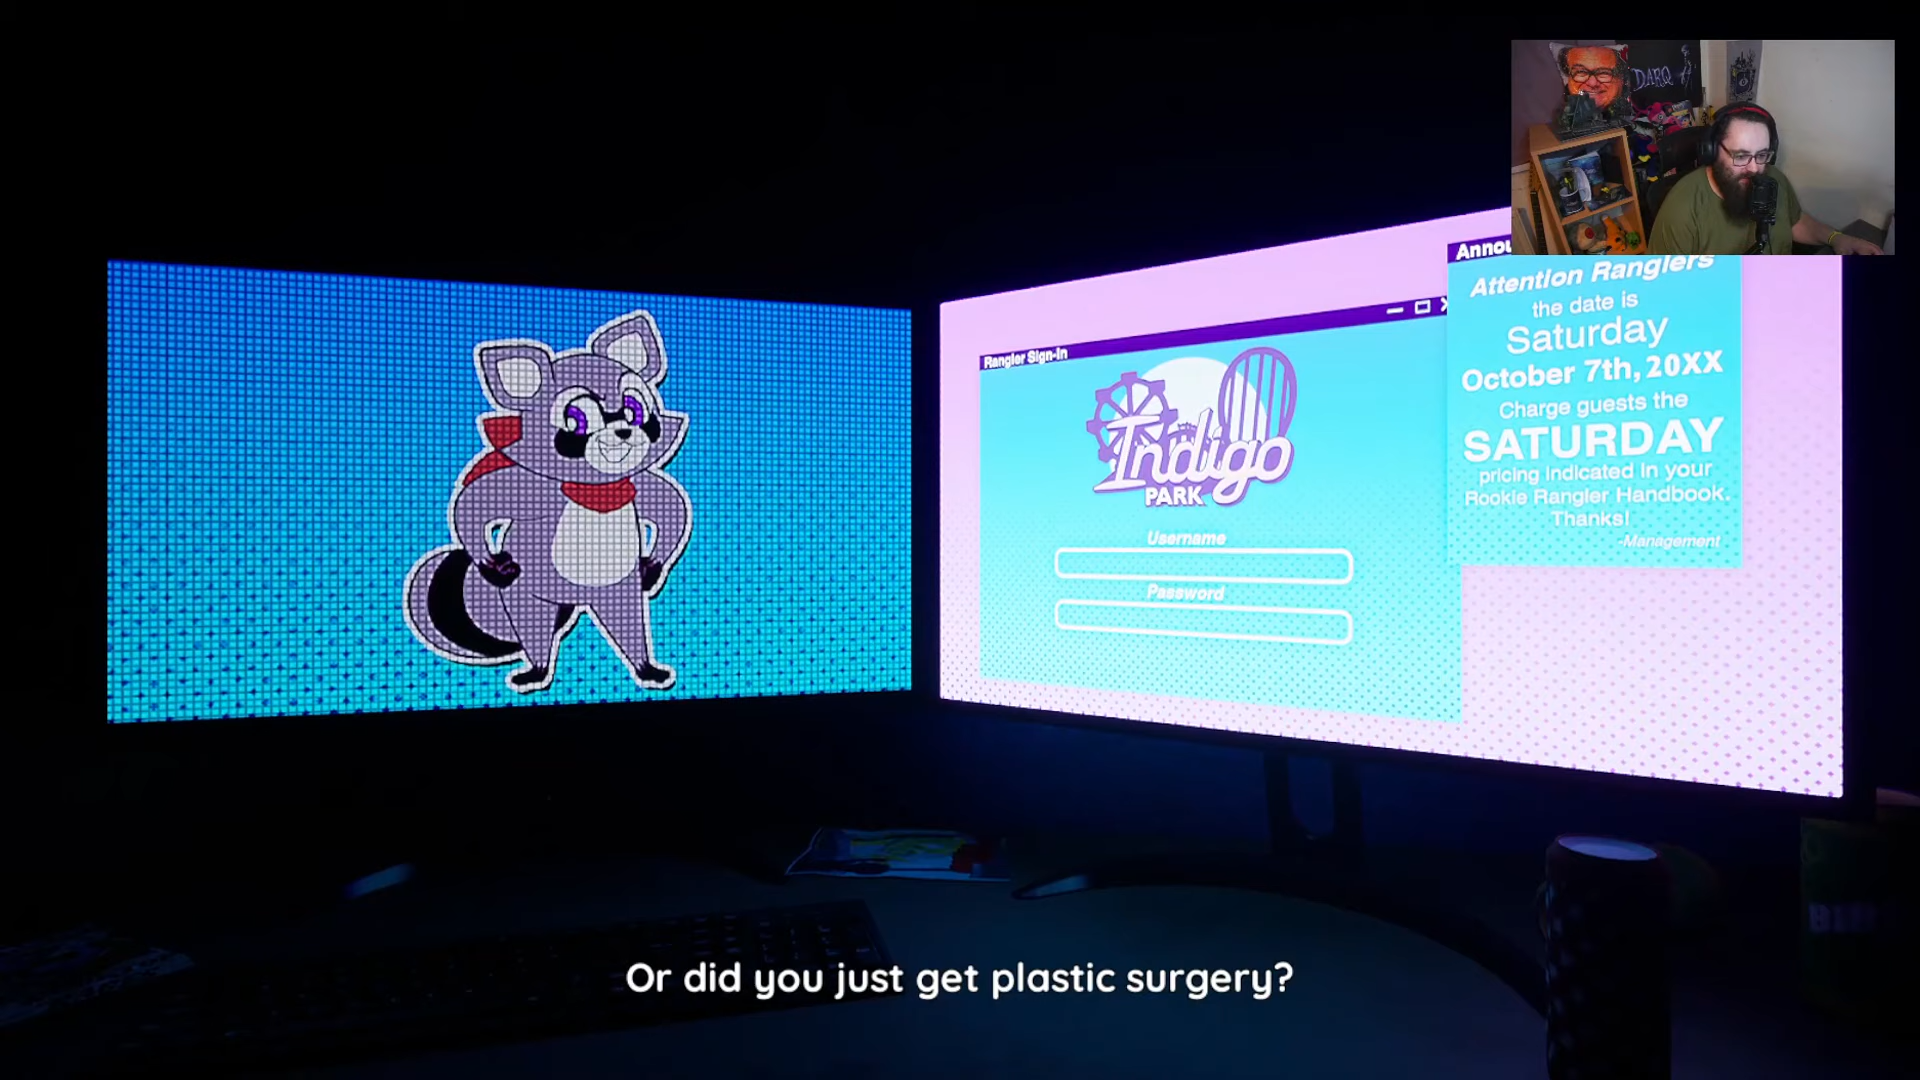 DARQ
Annou
Attention Ranglers
the date is
Saturday
October 7th, 20XX
Charge guests the
SATURDAY
pricing indicated in your
Rookie Rangler Handbook.
Thanks!
-Management
Rangler Sign-In
Indigo
PARK
Username
Password
Or did you just get plastic surgery?